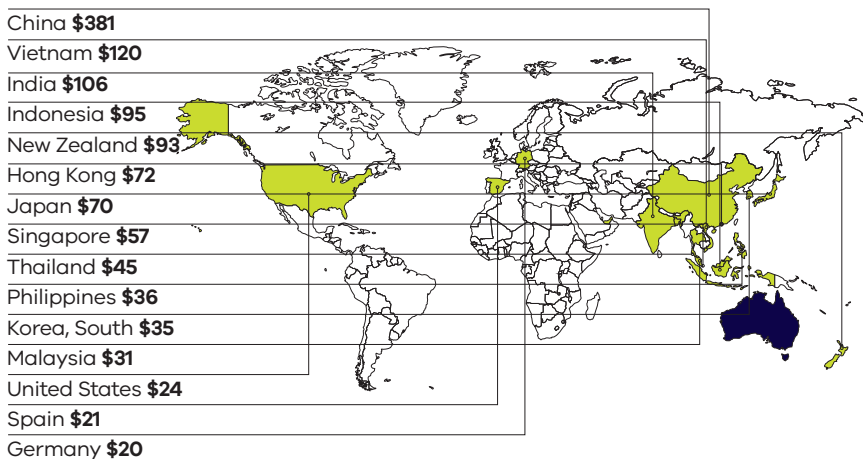 China $381
Vietnam $120
India $106
Indonesia $95
New Zealand $93
Hong Kong $72
Japan $70
Singapore $57
Thailand $45
Philippines $36
Korea, South $35
Malaysia $31
United States $24
Spain $21
Germany $20